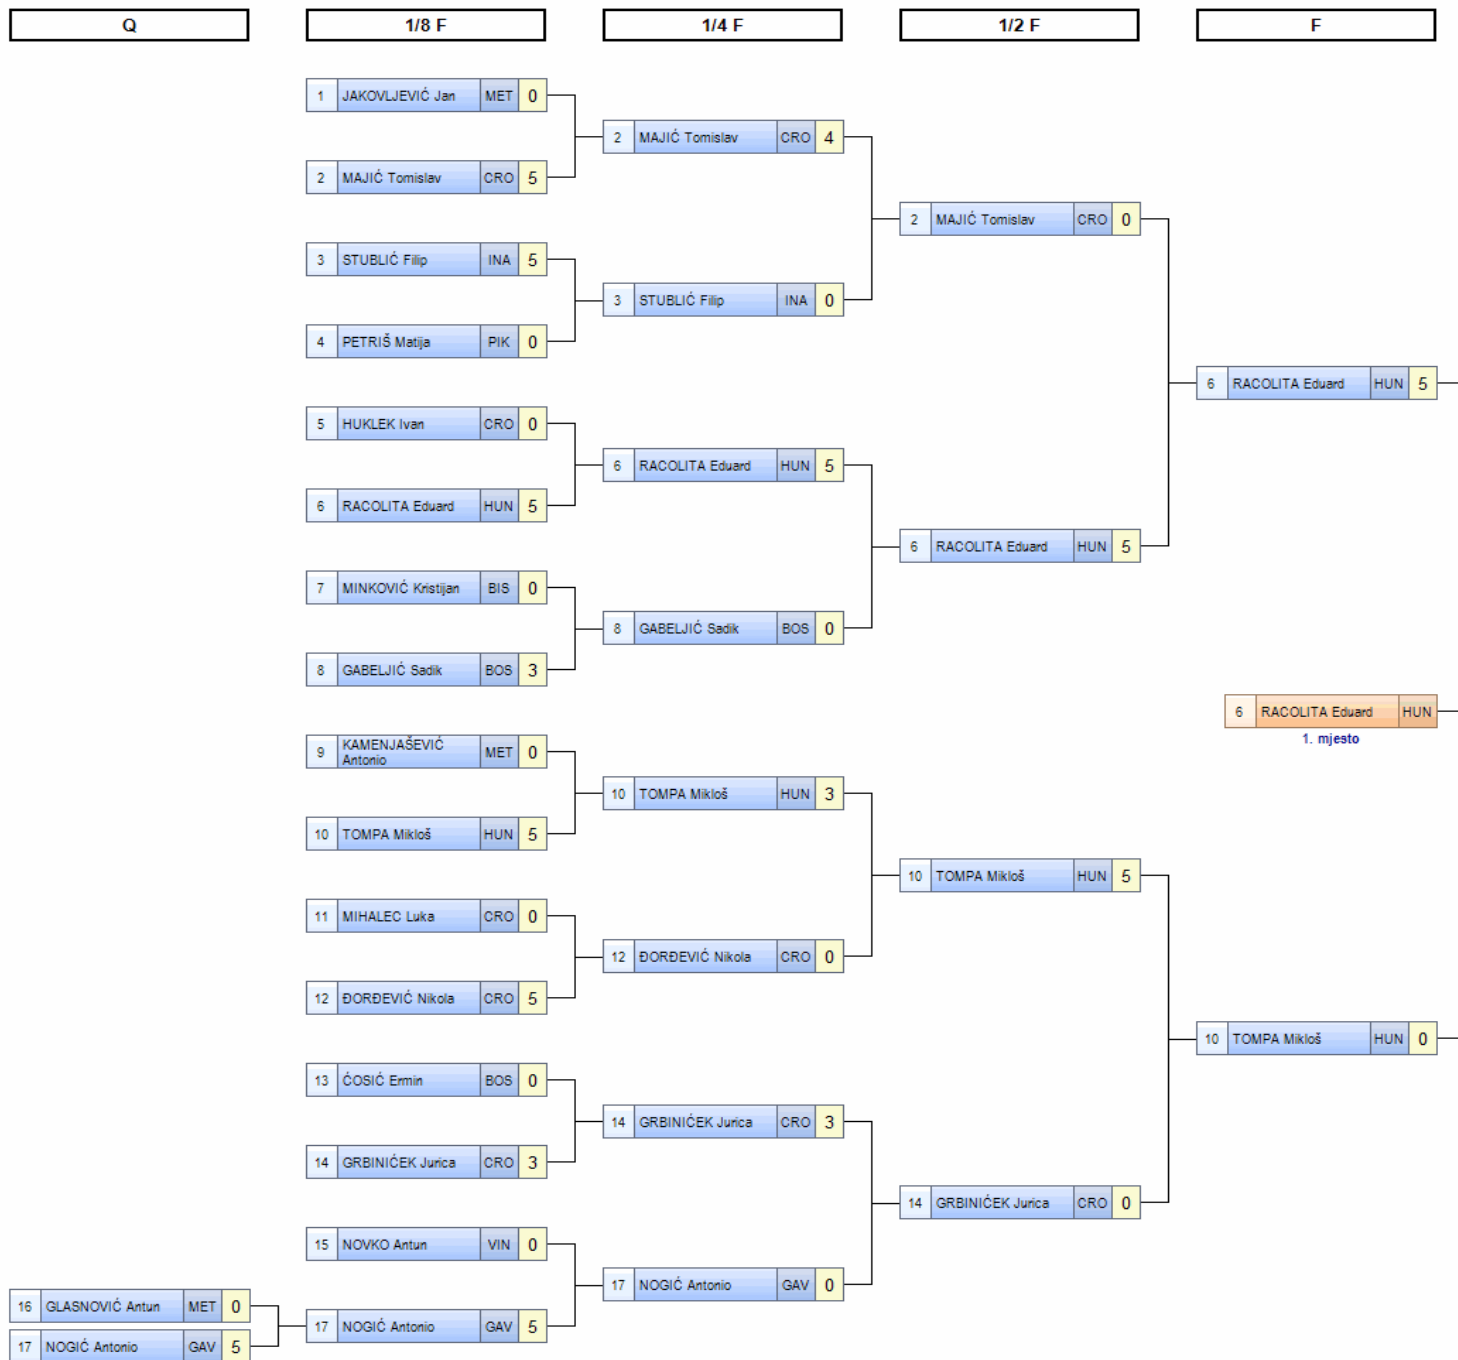 Q
1/8 F
1/4 F
1/2 F
F
1 JAKOVLJEVIĆ Jan MET 0
2 MAJIĆ Tomislav CRO 5
3 STUBLIĆ Filip INA 5
4 PETRIŠ Matija PIK 0
5 HUKLEK Ivan CRO 0
6 RACOLITA Eduard HUN 5
7 MINKOVIĆ Kristijan BIS 0
8 GABELJIĆ Sadik BOS 3
9 KAMENJAŠEVIĆ
Antonio MET 0
10 TOMPA Mikloš HUN 5
11 MIHALEC Luka CRO 0
12 ĐORĐEVIĆ Nikola CRO 5
13 ĆOSIĆ Ermin BOS 0
14 GRBINIĆEK Jurica CRO 3
15 NOVKO Antun VIN 0
16 GLASNOVIĆ Antun MET 0
17 NOGIĆ Antonio GAV 5
17 NOGIĆ Antonio GAV 5
2 MAJIĆ Tomislav CRO 4
3 STUBLIĆ Filip INA 0
6 RACOLITA Eduard HUN 5
8 GABELJIĆ Sadik BOS 0
10 TOMPA Mikloš HUN 3
12 ĐORĐEVIĆ Nikola CRO 0
14 GRBINIĆEK Jurica CRO 3
17 NOGIĆ Antonio GAV 0
2 MAJIĆ Tomislav CRO 0
6 RACOLITA Eduard HUN 5
10 TOMPA Mikloš HUN 5
14 GRBINIĆEK Jurica CRO 0
6 RACOLITA Eduard HUN 5
6 RACOLITA Eduard HUN
1. mjesto
10 TOMPA Mikloš HUN 0